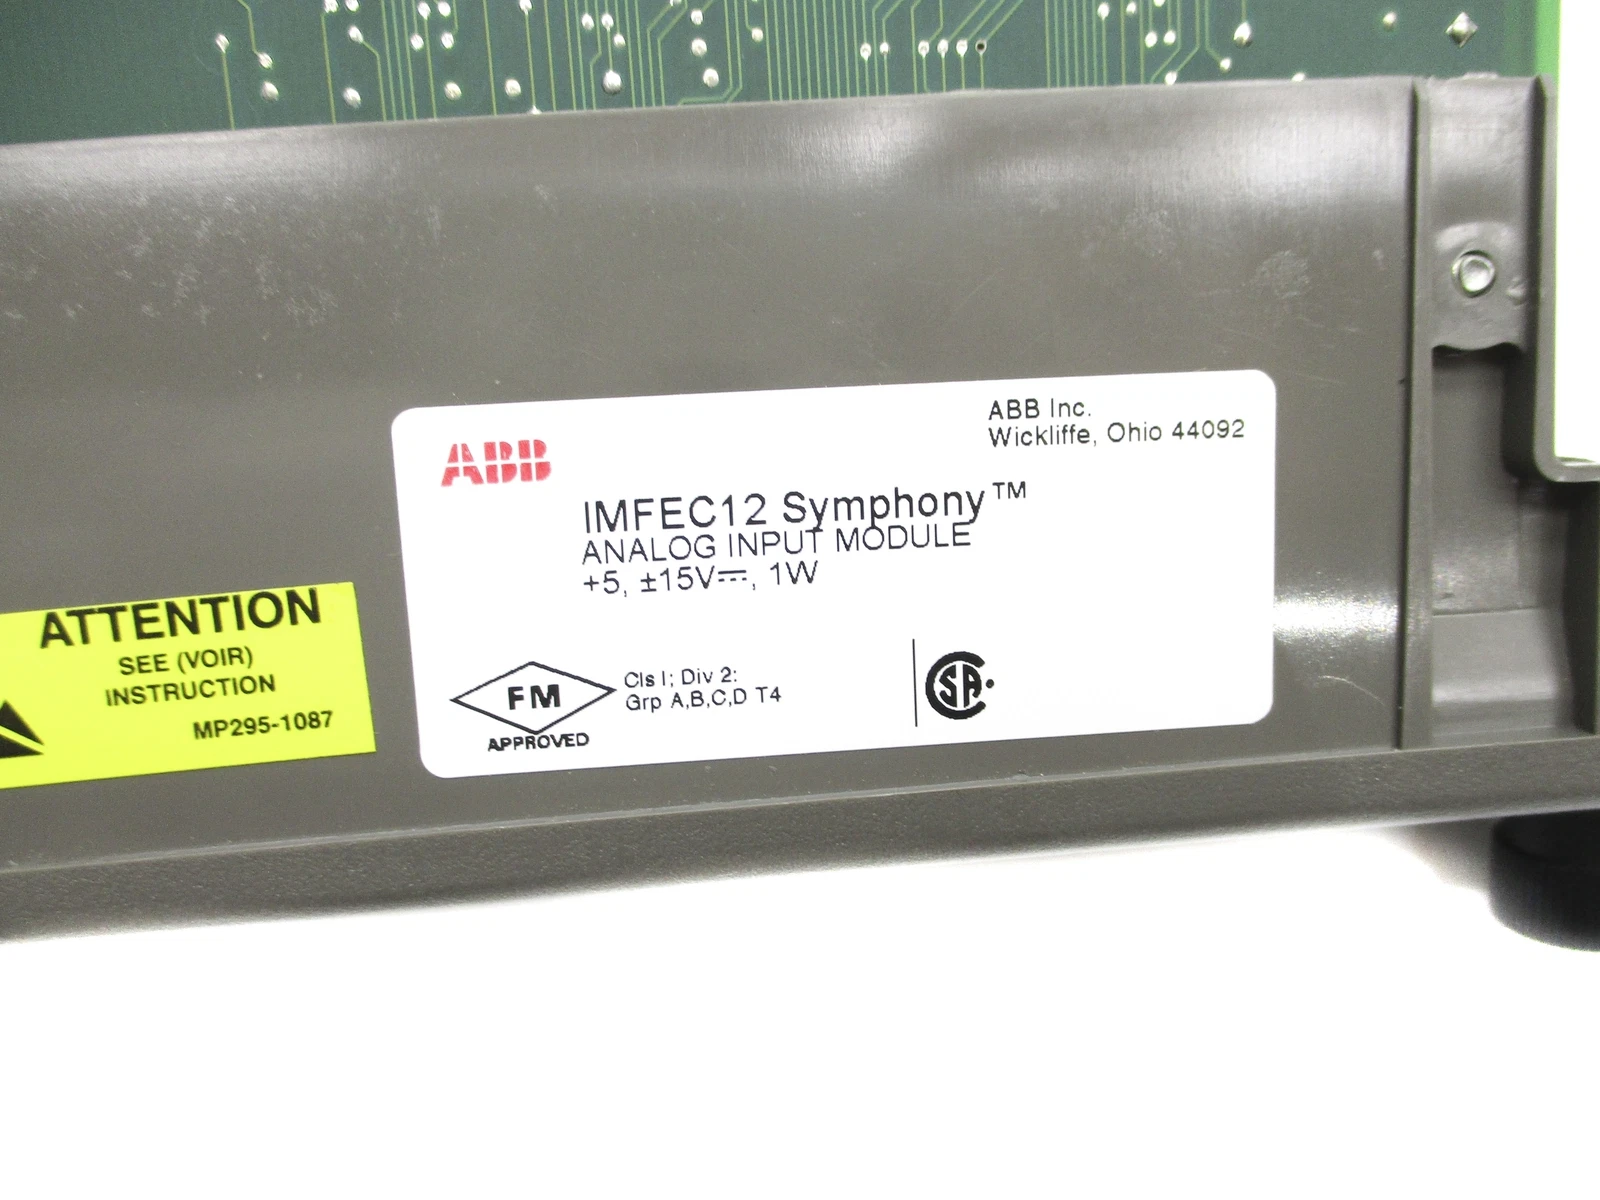 ABB
ABB Inc.
Wickliffe, Ohio 44092
IMFEC12 Symphony™
ANALOG INPUT MODULE
+5, ±15V⎓, 1W
FM
APPROVED
Cls I; Div 2:
Grp A,B,C,D T4
CSA
ATTENTION
SEE (VOIR)
INSTRUCTION
MP295-1087